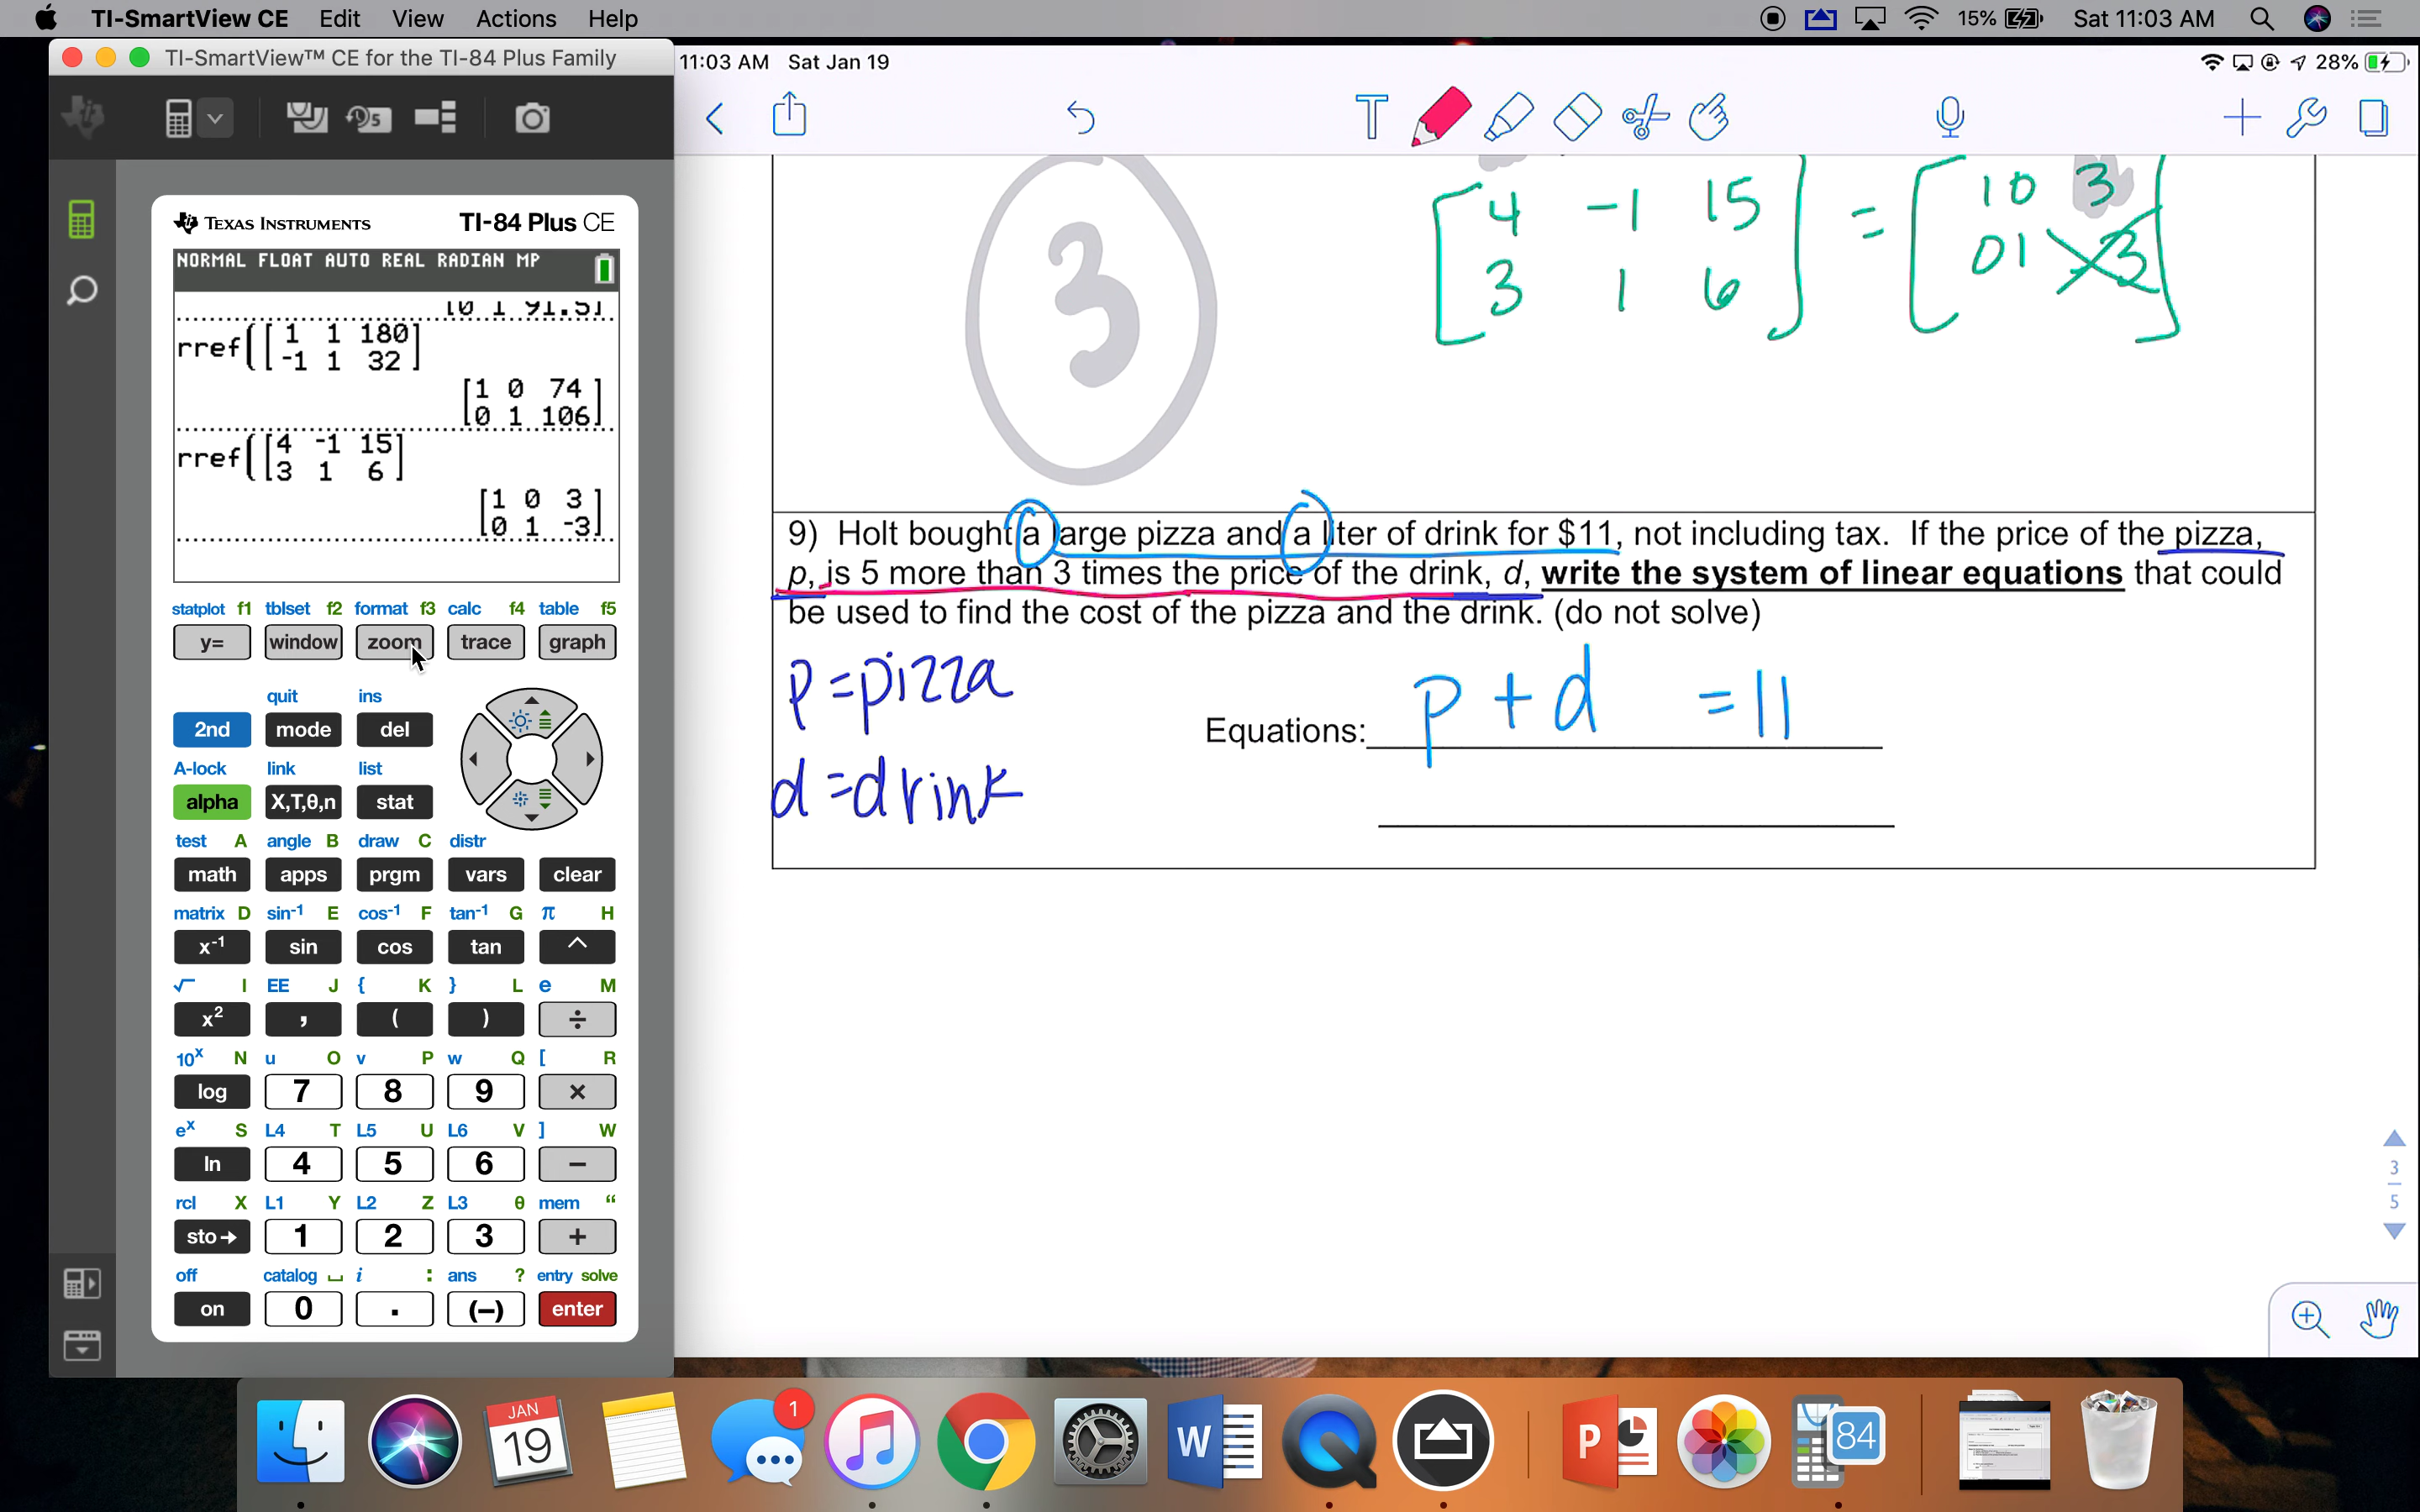 TI-SmartView CE Edit View Actions Help 15% Sat 11:03 AM
TI-SmartView™ CE for the TI-84 Plus Family
11:03 AM Sat Jan 19 28%
5
T
TEXAS INSTRUMENTS TI-84 Plus CE
NORMAL FLOAT AUTO REAL RADIAN MP
[0 1 91.5]
rref([ 1 1 180 ]
-1 1 32
[1 0 74 ]
[0 1 106]
rref([4 -1 15]
3 1 6
[1 0 3 ]
[0 1 -3]
statplot f1 tblset f2 format f3 calc f4 table f5
y= window zoom trace graph
quit ins
2nd mode del
A-lock link list
alpha X,T,θ,n stat
test A angle B draw C distr
math apps prgm vars clear
matrix D sin⁻¹ E cos⁻¹ F tan⁻¹ G π H
x⁻¹ sin cos tan ^
√ I EE J { K } L e M
x² , ( ) ÷
10ˣ N u O v P w Q [ R
log 7 8 9 ×
eˣ S L4 T L5 U L6 V ] W
ln 4 5 6 −
rcl X L1 Y L2 Z L3 θ mem “
sto→ 1 2 3 +
off catalog ⎵ i : ans ? entry solve
on 0 . (−) enter
3
4 -1 15 = 1 0 3
3 1 6 0 1 -3
9) Holt bought a large pizza and a liter of drink for $11, not including tax. If the price of the pizza,
p, is 5 more than 3 times the price of the drink, d, write the system of linear equations that could
be used to find the cost of the pizza and the drink. (do not solve)
p = pizza
Equations: p + d = 11
d = drink
3
5
JAN
19
1
W
P
84